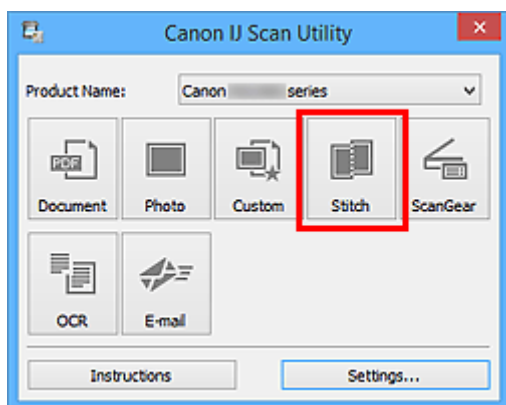 Canon IJ Scan Utility
Product Name: Canon series
Document Photo Custom Stitch ScanGear
PDF
OCR E-mail
Instructions Settings...